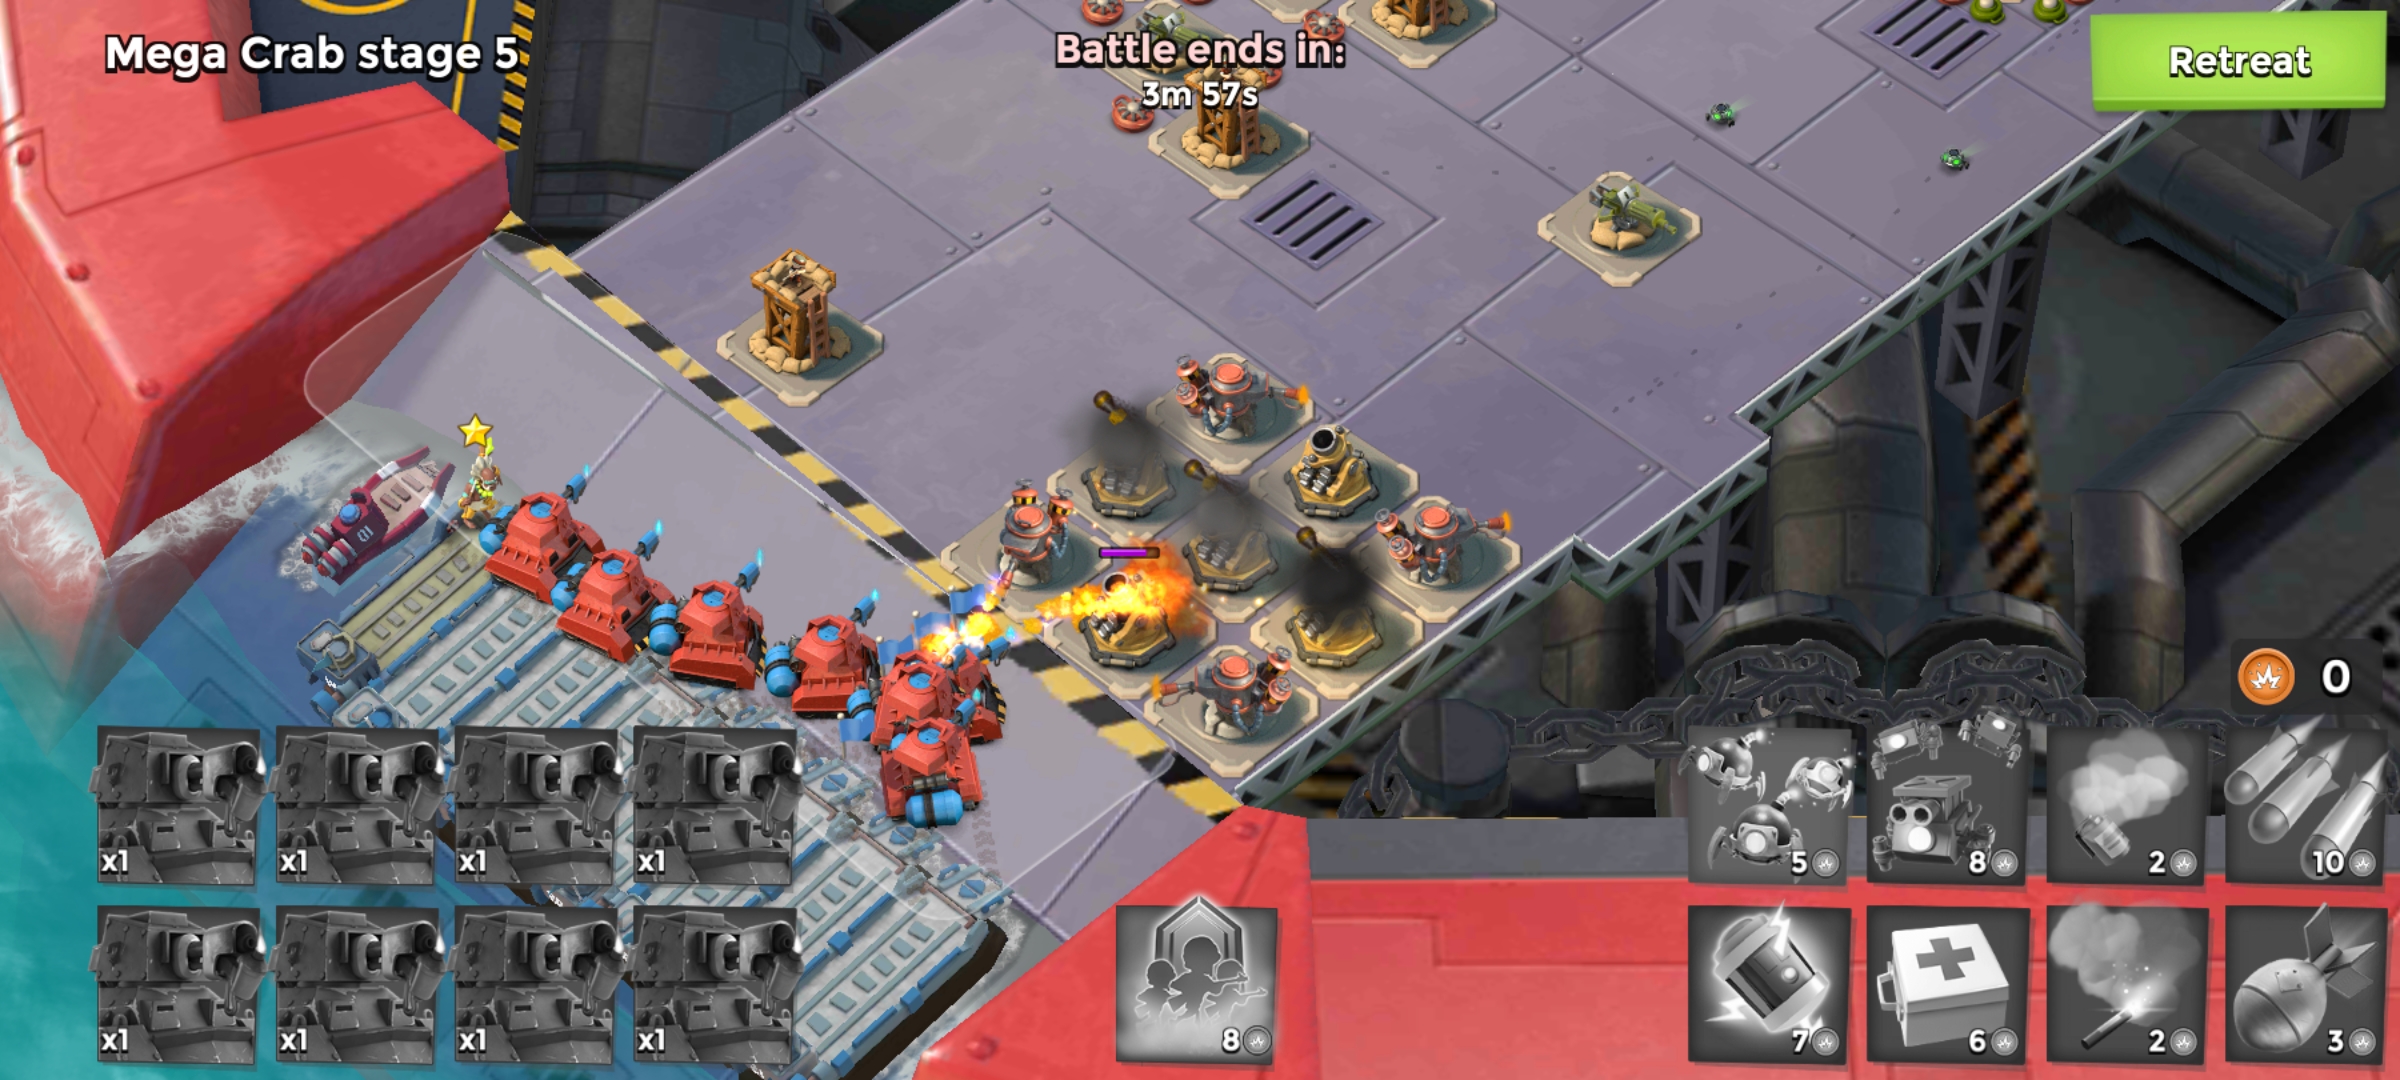 Mega Crab stage 5
Battle ends in:
3m 57s
Retreat
0
x1
x1
x1
x1
5
8
2
10
x1
x1
x1
x1
8
7
6
2
3